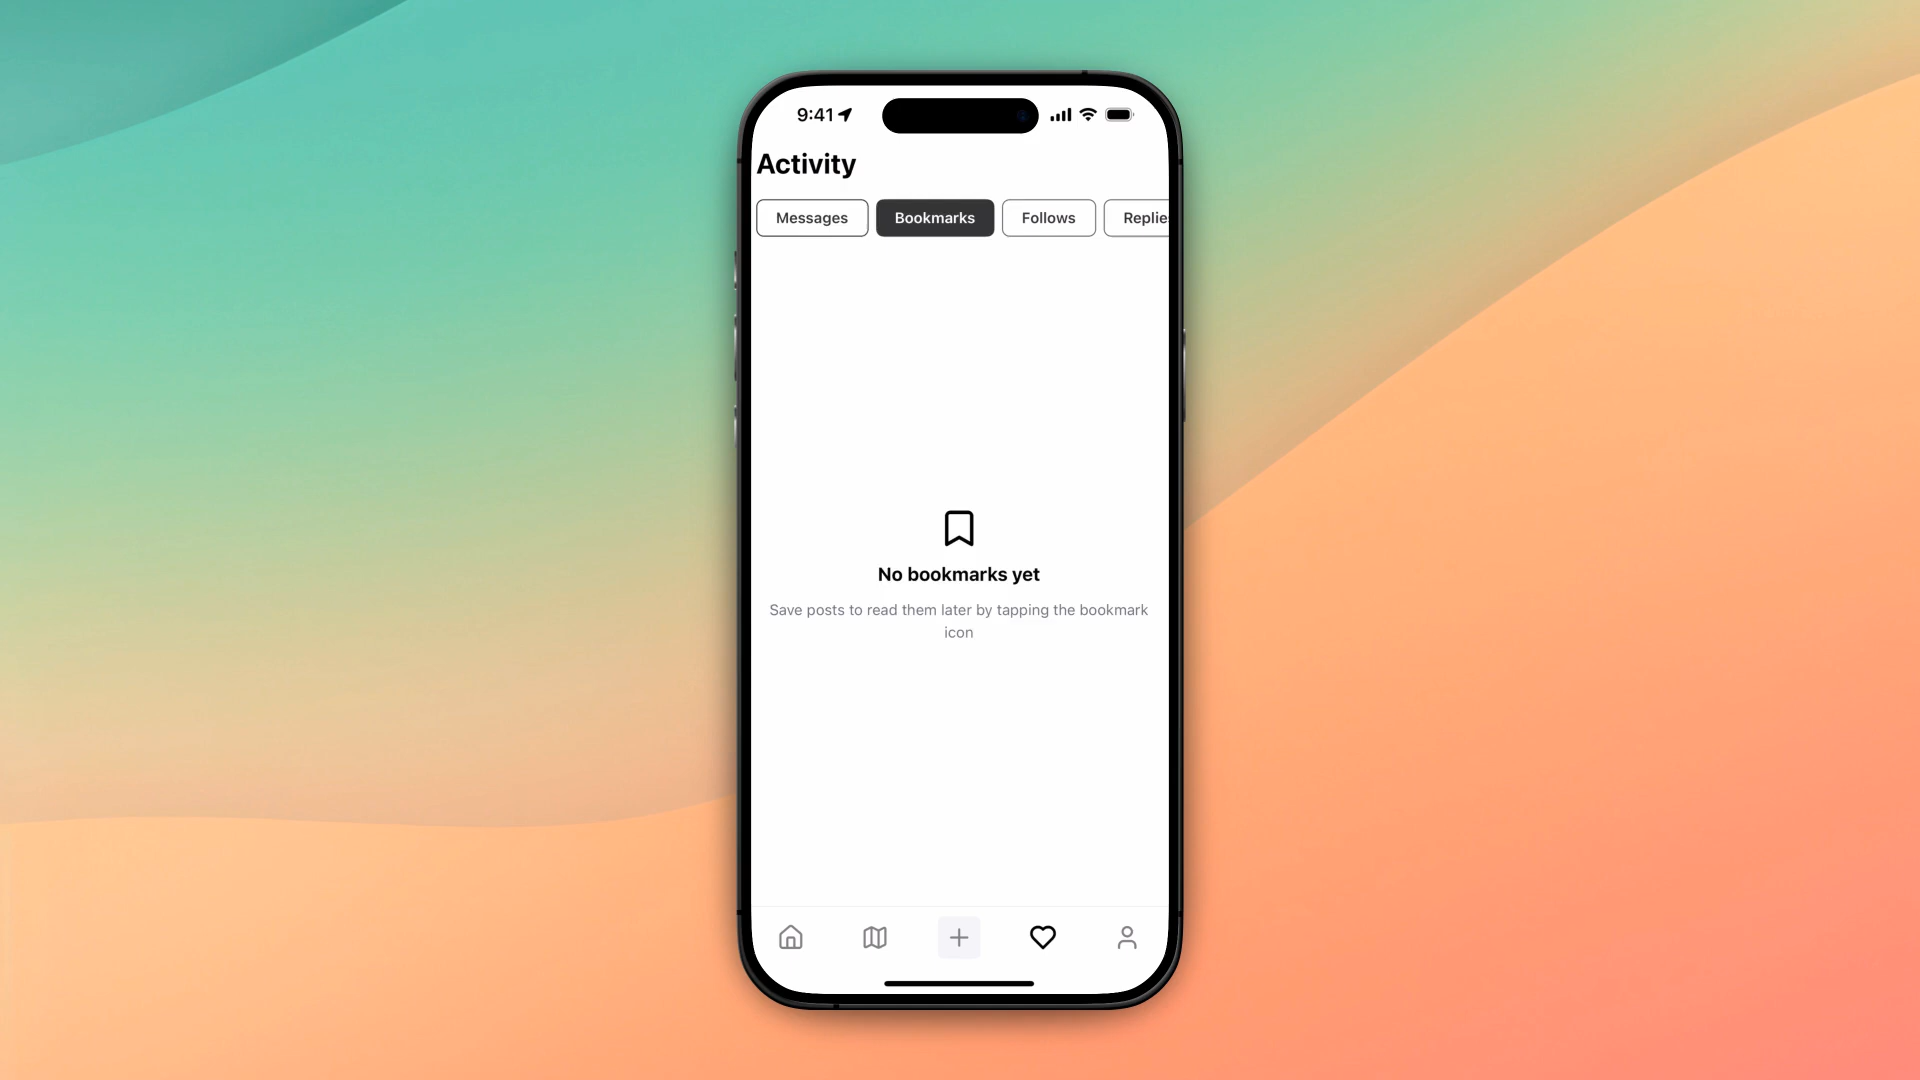 9:41
Activity
Messages Bookmarks Follows Replies
No bookmarks yet
Save posts to read them later by tapping the bookmark
icon